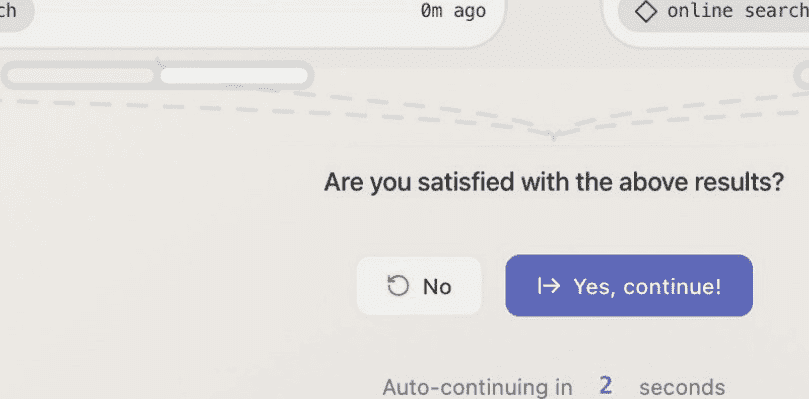 ch
0m ago
online search
Are you satisfied with the above results?
No
Yes, continue!
Auto-continuing in 2 seconds